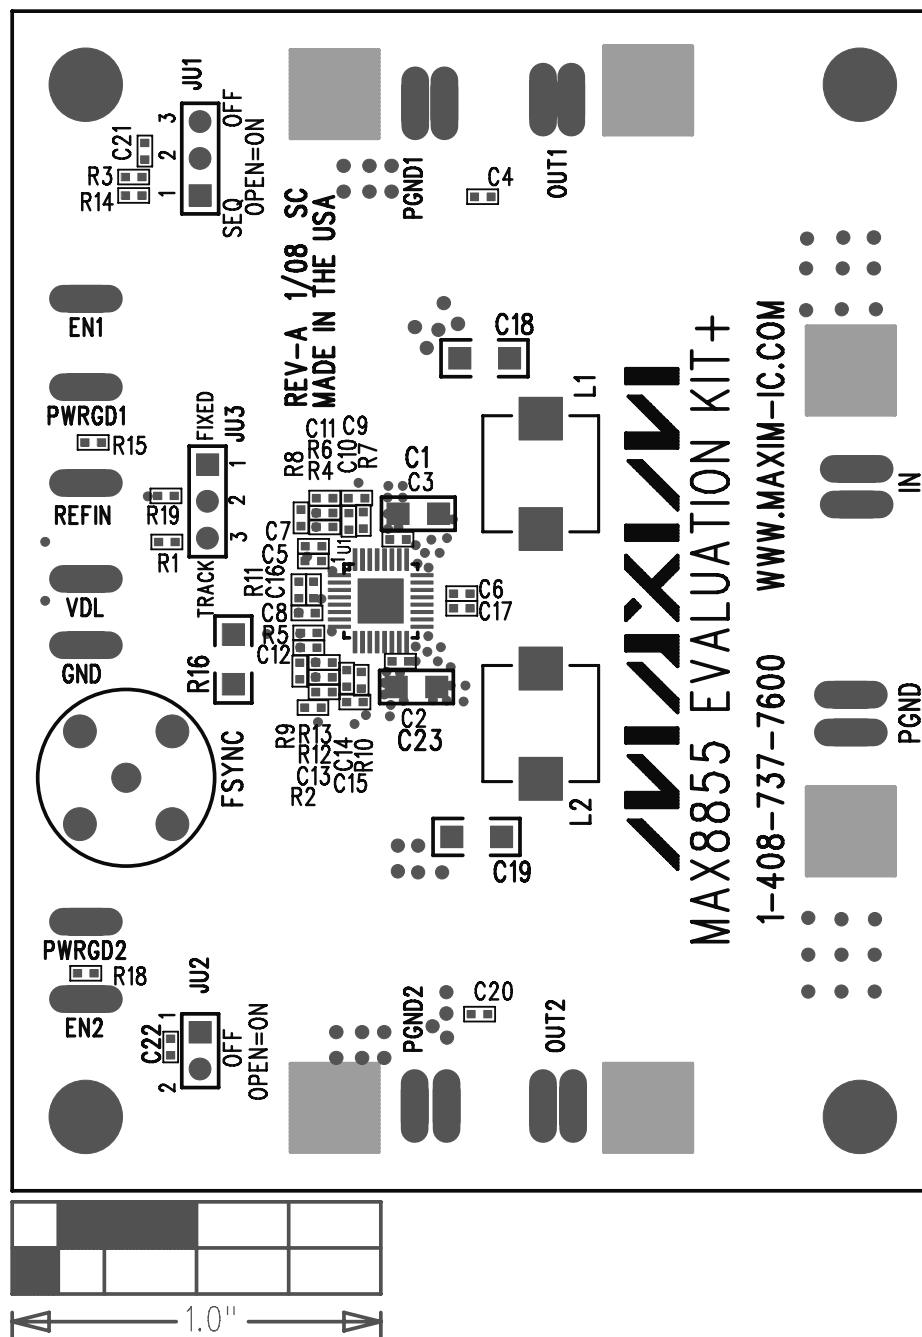 JU1
C21
R3
R14
1
2
3
OFF
SEQ
OPEN=ON
PGND1
OUT1
C4
EN1
REV-A 1/08 SC
MADE IN THE USA
C18
PWRGD1
R15
FIXED
JU3
1
2
3
TRACK
REFIN
R19
R1
VDL
GND
C11
R6
R4
C9
C10
R7
R8
C1
C3
C7
C5
U1
1
R11
C16
C8
R5
C12
C6
C17
R16
L1
IN
R9
R13
R12
C13
R2
C14
C15
R10
C2
C23
L2
C19
PGND
MAXIM
MAX8855 EVALUATION KIT+
1-408-737-7600 WWW.MAXIM-IC.COM
FSYNC
PWRGD2
R18
EN2
JU2
C22
1
2
OFF
OPEN=ON
PGND2
C20
OUT2
1.0"